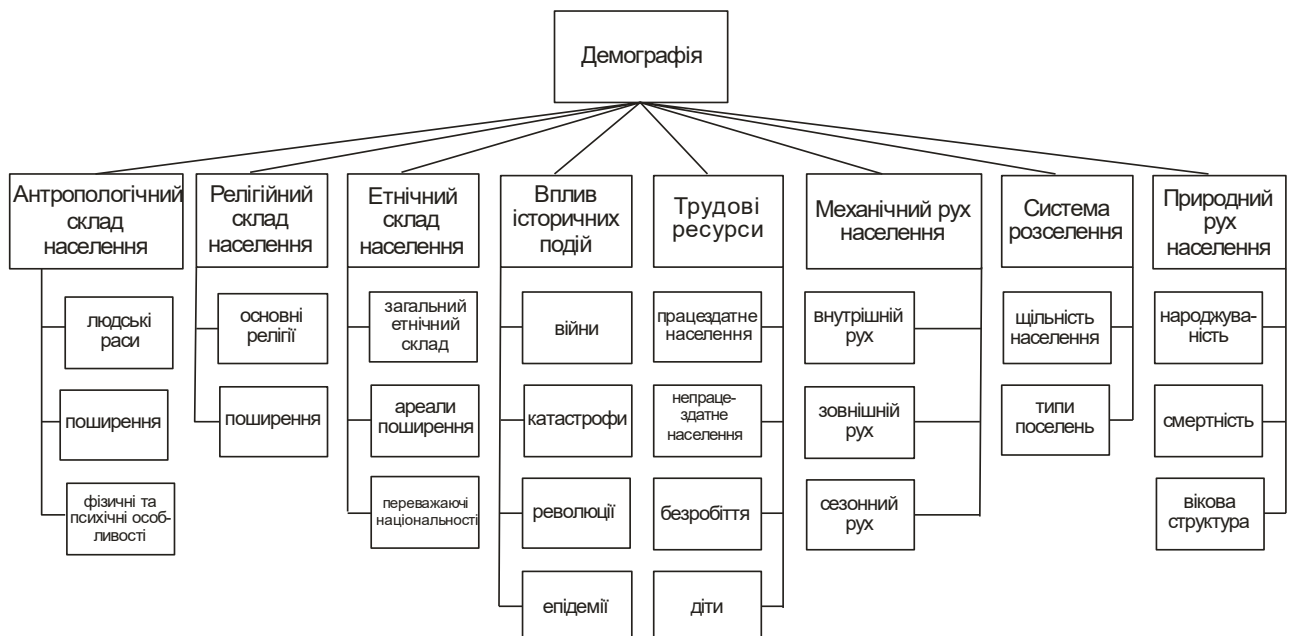 Демографія
Антропологічний
склад
населення
людські
раси
поширення
фізичні та
психічні особ-
ливості
Релігійний
склад
населення
основні
релігії
поширення
Етнічний
склад
населення
загальний
етнічний
склад
ареали
поширення
переважаючі
національності
Вплив
історичних
подій
війни
катастрофи
революції
епідемії
Трудові
ресурси
працездатне
населення
непраце-
здатне
населення
безробіття
діти
Механічний рух
населення
внутрішній
рух
зовнішній
рух
сезонний
рух
Система
розселення
щільність
населення
типи
поселень
Природний
рух
населення
народжува-
ність
смертність
вікова
структура